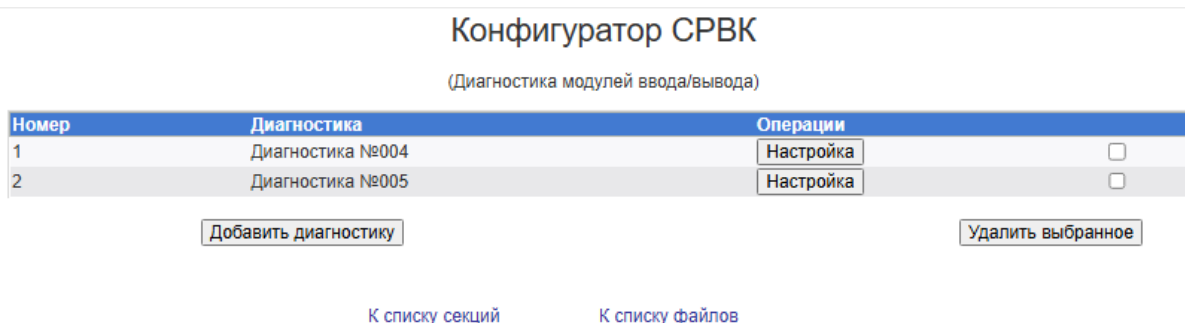 Конфигуратор СРВК
(Диагностика модулей ввода/вывода)
Номер Диагностика Операции
1 Диагностика №004 Настройка
2 Диагностика №005 Настройка
Добавить диагностику Удалить выбранное
К списку секций К списку файлов